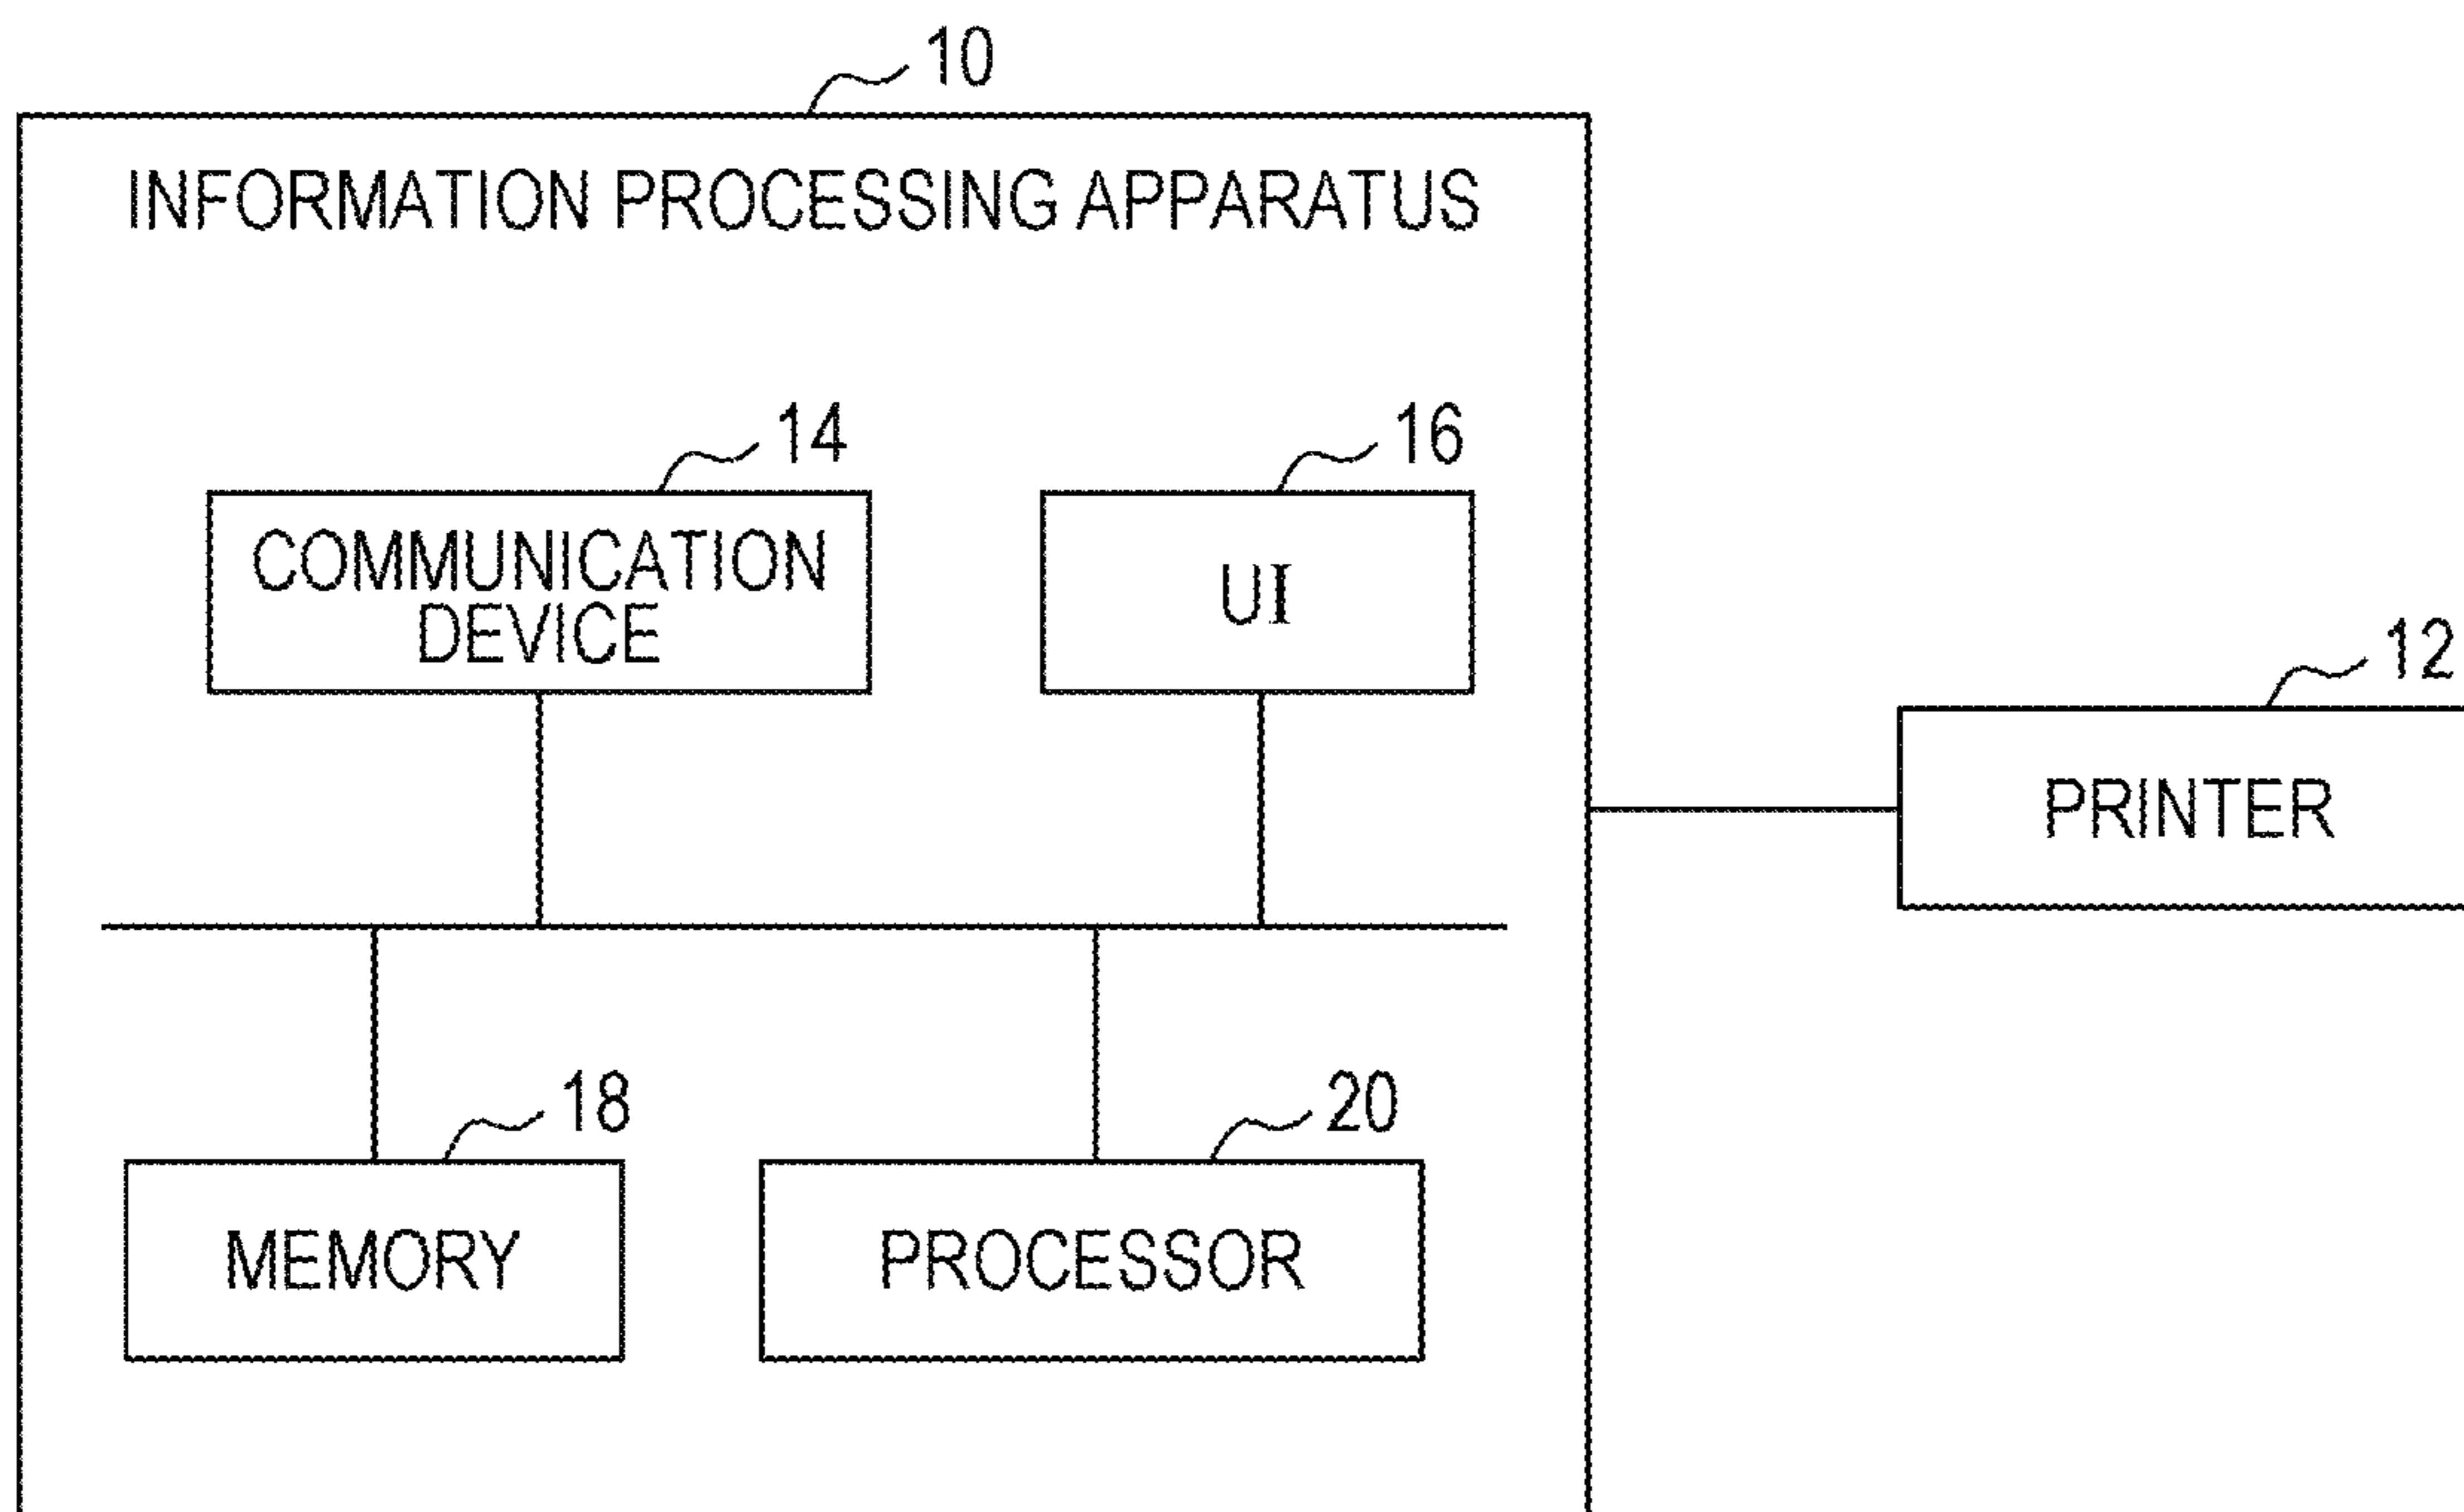 10
INFORMATION PROCESSING APPARATUS
14
16
COMMUNICATION
DEVICE
UI
12
PRINTER
18
20
MEMORY
PROCESSOR